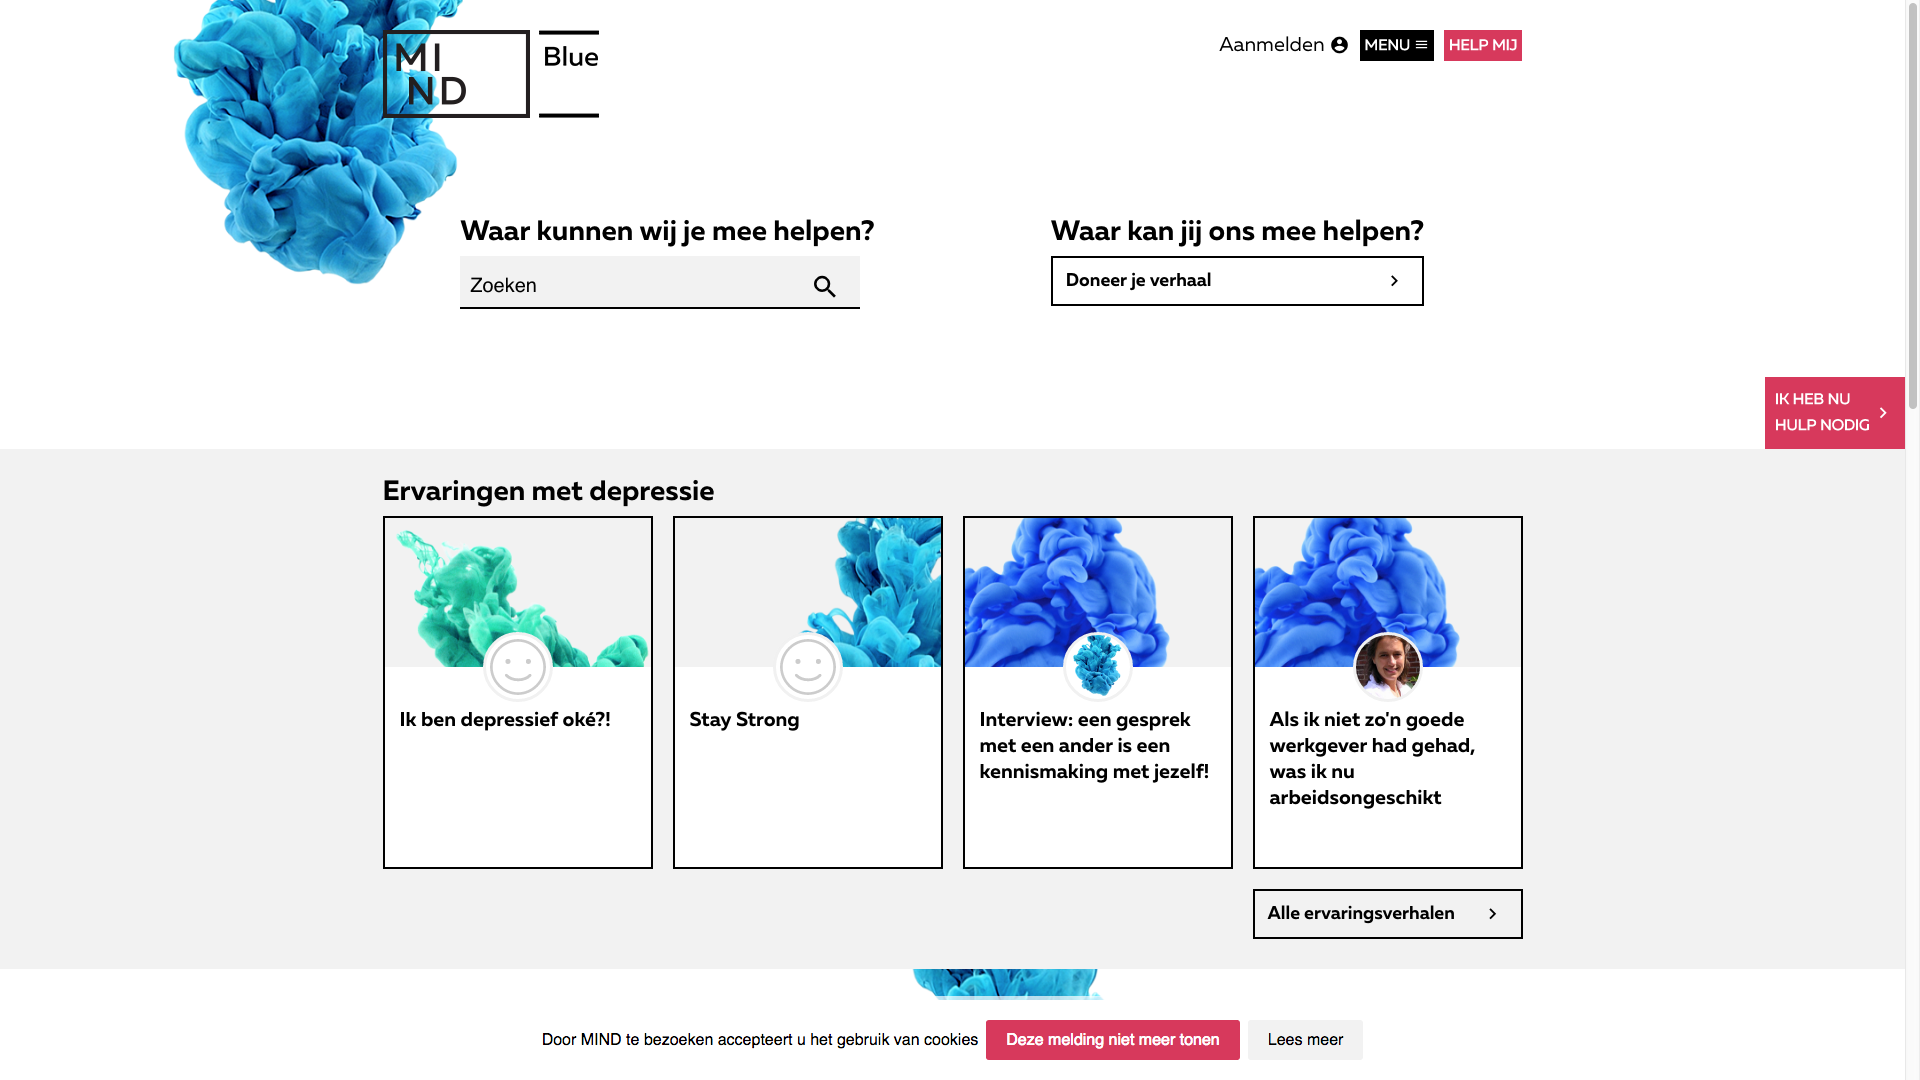 MI
ND
Blue
Aanmelden
MENU
HELP MIJ
Waar kunnen wij je mee helpen?
Zoeken
Waar kan jij ons mee helpen?
Doneer je verhaal
IK HEB NU
HULP NODIG
Ervaringen met depressie
Ik ben depressief oké?!
Stay Strong
Interview: een gesprek
met een ander is een
kennismaking met jezelf!
Als ik niet zo'n goede
werkgever had gehad,
was ik nu
arbeidsongeschikt
Alle ervaringsverhalen
Door MIND te bezoeken accepteert u het gebruik van cookies
Deze melding niet meer tonen
Lees meer